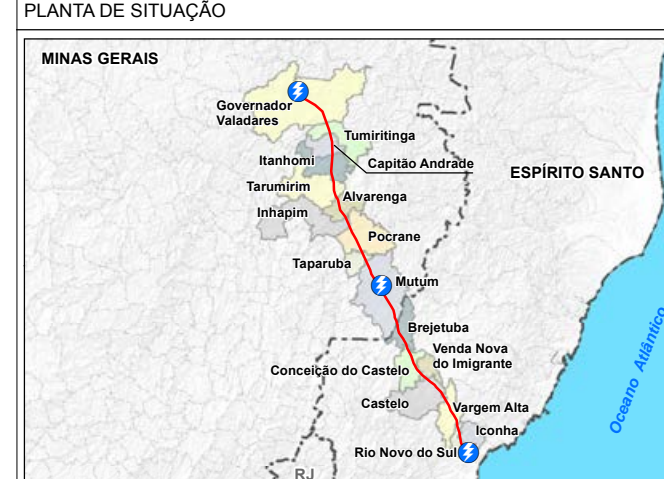 PLANTA DE SITUAÇÃO
MINAS GERAIS
Governador
Valadares
Tumiritinga
Itanhomi
Capitão Andrade
ESPÍRITO SANTO
Tarumirim
Alvarenga
Inhapim
Pocrane
Taparuba
Mutum
Brejetuba
Venda Nova
do Imigrante
Conceição do Castelo
Castelo
Vargem Alta
Iconha
Rio Novo do Sul
RJ
Oceano Atlântico